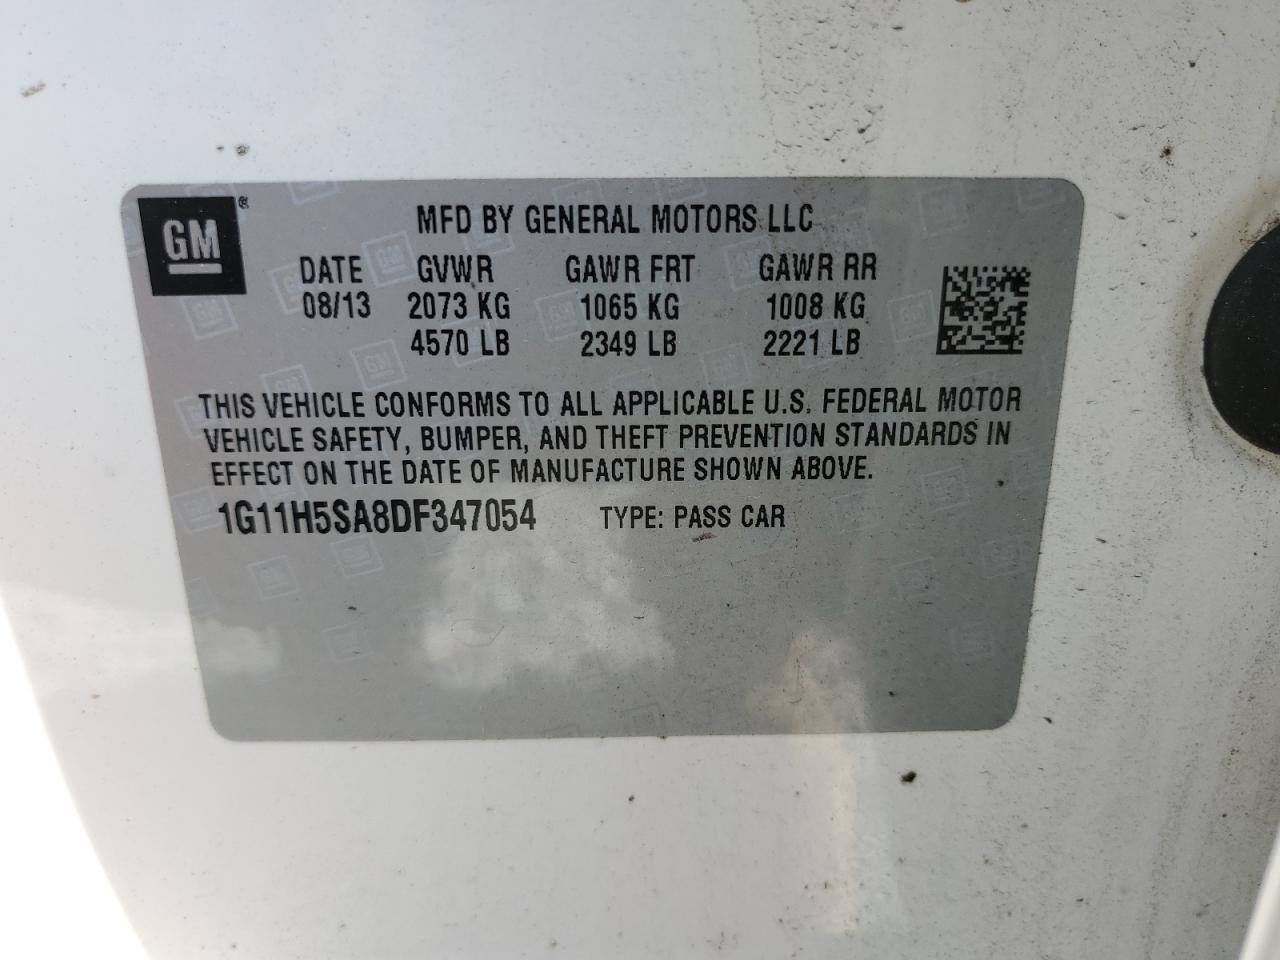 GM®
MFD BY GENERAL MOTORS LLC
DATE GVWR GAWR FRT GAWR RR
08/13 2073 KG 1065 KG 1008 KG
4570 LB 2349 LB 2221 LB
THIS VEHICLE CONFORMS TO ALL APPLICABLE U.S. FEDERAL MOTOR
VEHICLE SAFETY, BUMPER, AND THEFT PREVENTION STANDARDS IN
EFFECT ON THE DATE OF MANUFACTURE SHOWN ABOVE.
1G11H5SA8DF347054 TYPE: PASS CAR